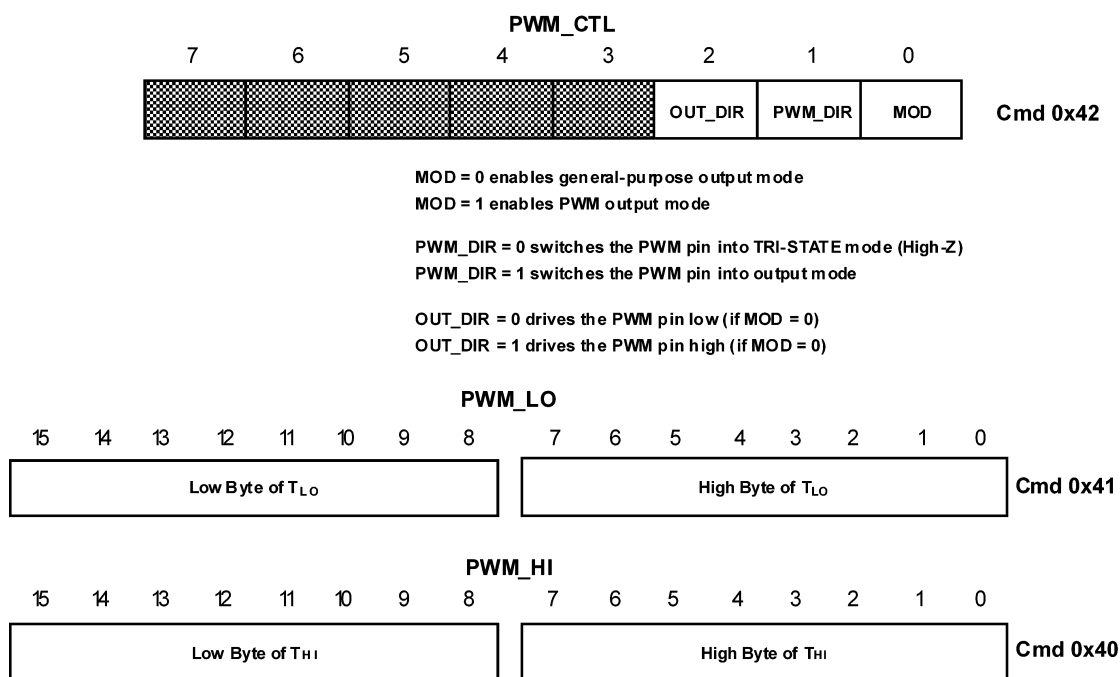 PWM_CTL
7 6 5 4 3 2 1 0
OUT_DIR PWM_DIR MOD Cmd 0x42
MOD = 0 enables general-purpose output mode
MOD = 1 enables PWM output mode
PWM_DIR = 0 switches the PWM pin into TRI-STATE mode (High-Z)
PWM_DIR = 1 switches the PWM pin into output mode
OUT_DIR = 0 drives the PWM pin low (if MOD = 0)
OUT_DIR = 1 drives the PWM pin high (if MOD = 0)
PWM_LO
15 14 13 12 11 10 9 8 7 6 5 4 3 2 1 0
Low Byte of TLO High Byte of TLO Cmd 0x41
PWM_HI
15 14 13 12 11 10 9 8 7 6 5 4 3 2 1 0
Low Byte of THI High Byte of THI Cmd 0x40